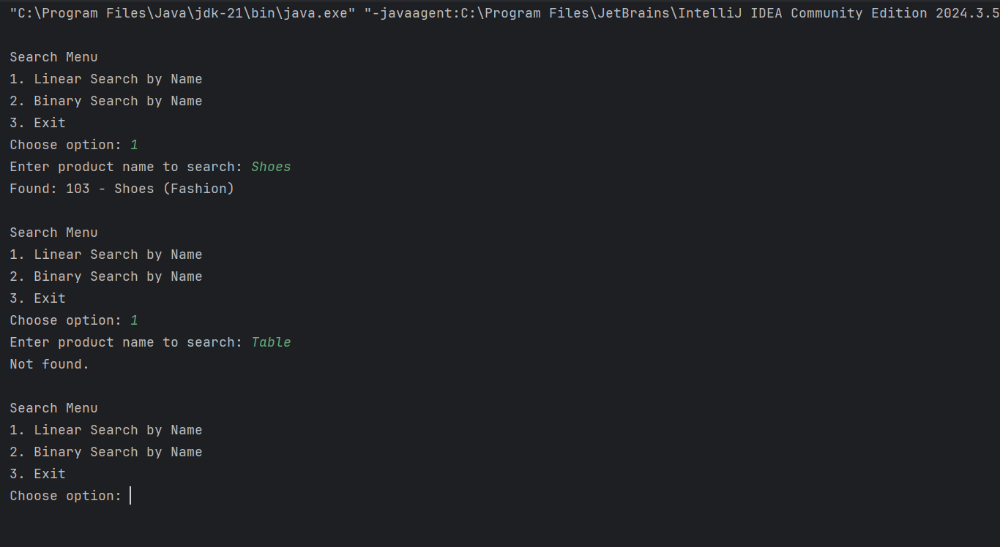 "C:\Program Files\Java\jdk-21\bin\java.exe" "-javaagent:C:\Program Files\JetBrains\IntelliJ IDEA Community Edition 2024.3.5
Search Menu
1. Linear Search by Name
2. Binary Search by Name
3. Exit
Choose option: 1
Enter product name to search: Shoes
Found: 103 - Shoes (Fashion)
Search Menu
1. Linear Search by Name
2. Binary Search by Name
3. Exit
Choose option: 1
Enter product name to search: Table
Not found.
Search Menu
1. Linear Search by Name
2. Binary Search by Name
3. Exit
Choose option: